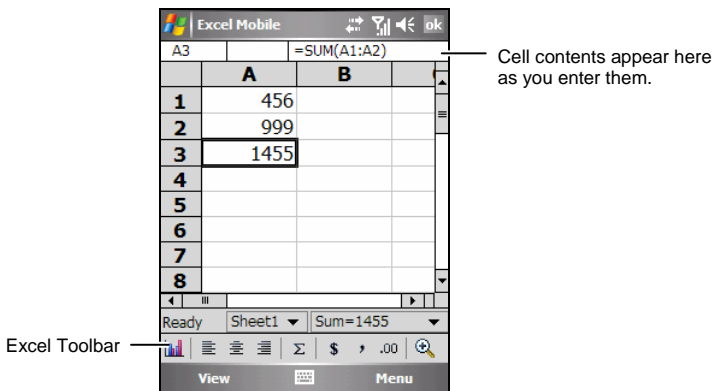 Excel Mobile ok
A3 =SUM(A1:A2)
Cell contents appear here
as you enter them.
A B
1 456
2 999
3 1455
4
5
6
7
8
Ready Sheet1 Sum=1455
Excel Toolbar
Σ $ , .00
View Menu